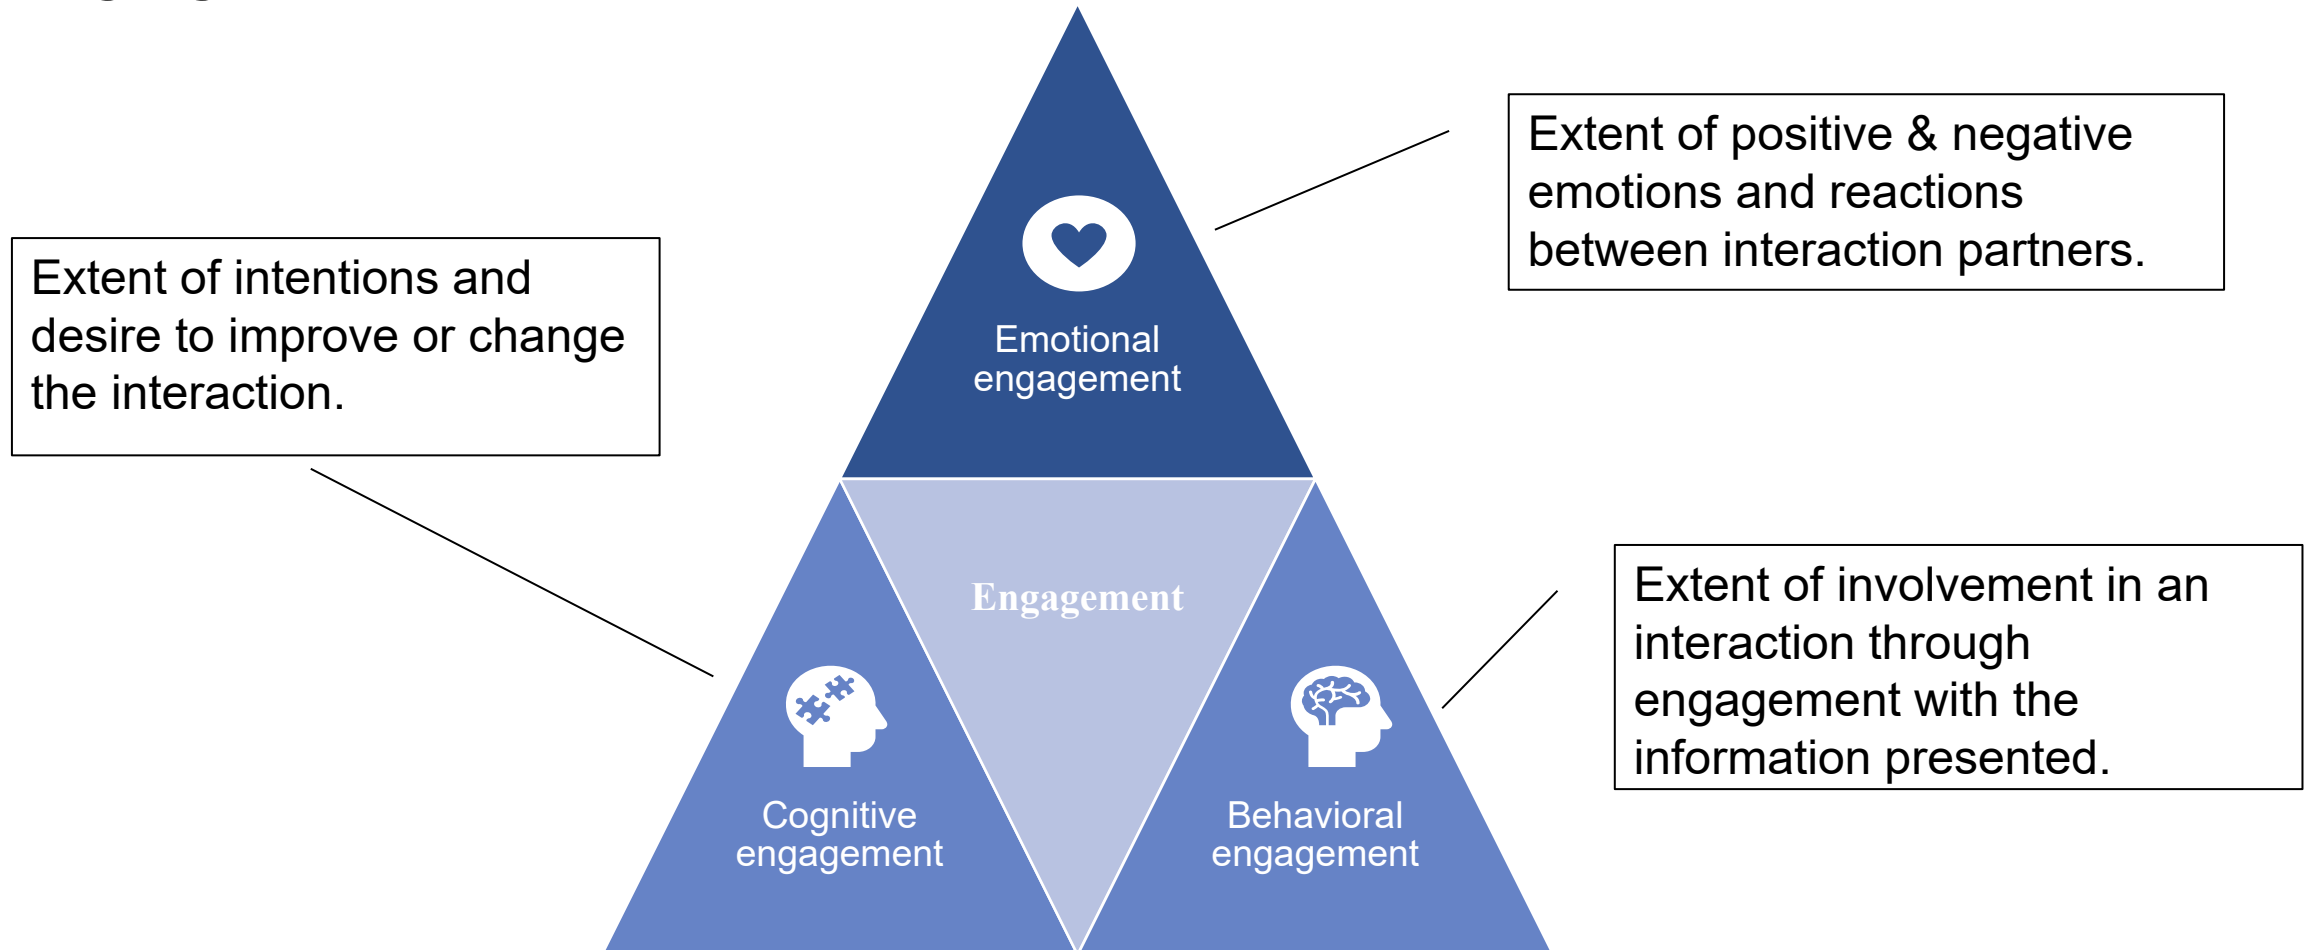 Extent of positive & negative
emotions and reactions
between interaction partners.
Extent of intentions and
desire to improve or change
the interaction.
Emotional
engagement
Engagement
Extent of involvement in an
interaction through
engagement with the
information presented.
Cognitive
engagement
Behavioral
engagement